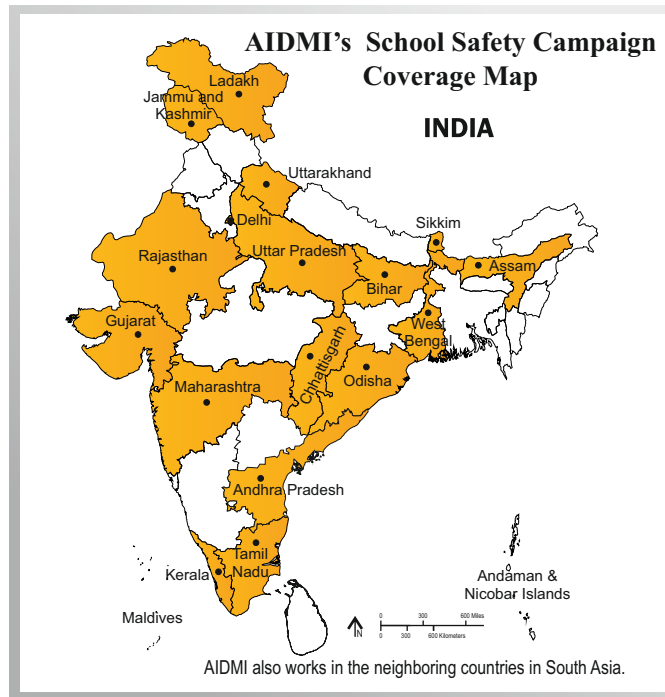 AIDMI's School Safety Campaign
Coverage Map
INDIA
Ladakh
Jammu and
Kashmir
Uttarakhand
Delhi
Sikkim
Rajasthan
Uttar Pradesh
Assam
Bihar
Gujarat
West
Bengal
Chhattisgarh
Odisha
Maharashtra
Andhra Pradesh
Tamil
Nadu
Kerala
Andaman &
Nicobar Islands
Maldives
N
0 300 600 Miles
0 300 600 Kilometers
AIDMI also works in the neighboring countries in South Asia.